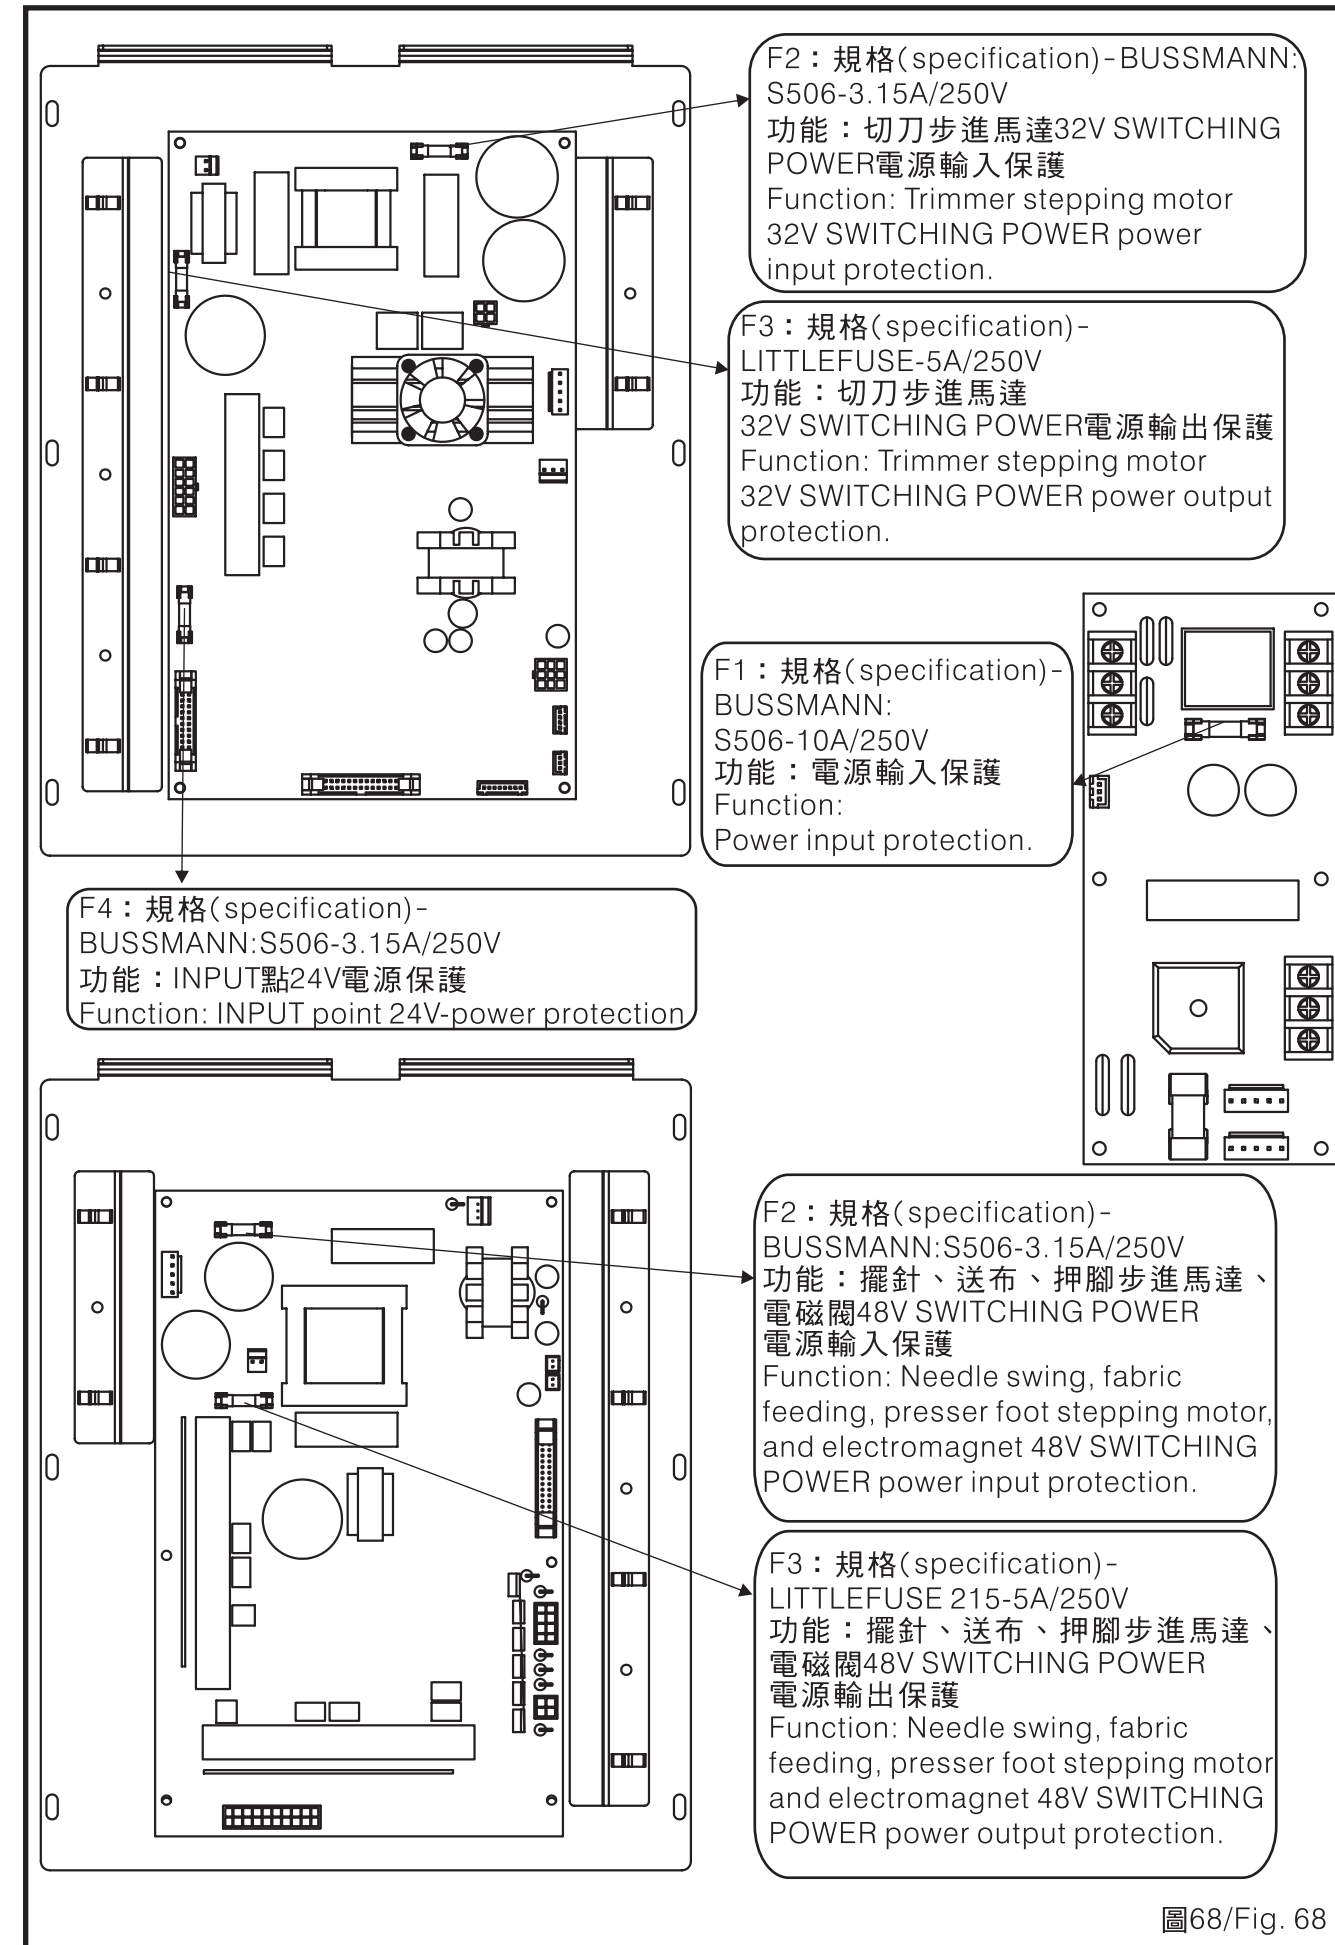 F2：規格(specification)-BUSSMANN:
S506-3.15A/250V
功能：切刀步進馬達32V SWITCHING
POWER電源輸入保護
Function: Trimmer stepping motor
32V SWITCHING POWER power
input protection.
F3：規格(specification)-
LITTLEFUSE-5A/250V
功能：切刀步進馬達
32V SWITCHING POWER電源輸出保護
Function: Trimmer stepping motor
32V SWITCHING POWER power output
protection.
F1：規格(specification)-
BUSSMANN:
S506-10A/250V
功能：電源輸入保護
Function:
Power input protection.
F4：規格(specification)-
BUSSMANN:S506-3.15A/250V
功能：INPUT點24V電源保護
Function: INPUT point 24V-power protection
F2：規格(specification)-
BUSSMANN:S506-3.15A/250V
功能：擺針、送布、押腳步進馬達、
電磁閥48V SWITCHING POWER
電源輸入保護
Function: Needle swing, fabric
feeding, presser foot stepping motor,
and electromagnet 48V SWITCHING
POWER power input protection.
F3：規格(specification)-
LITTLEFUSE 215-5A/250V
功能：擺針、送布、押腳步進馬達、
電磁閥48V SWITCHING POWER
電源輸出保護
Function: Needle swing, fabric
feeding, presser foot stepping motor
and electromagnet 48V SWITCHING
POWER power output protection.
圖68/Fig. 68